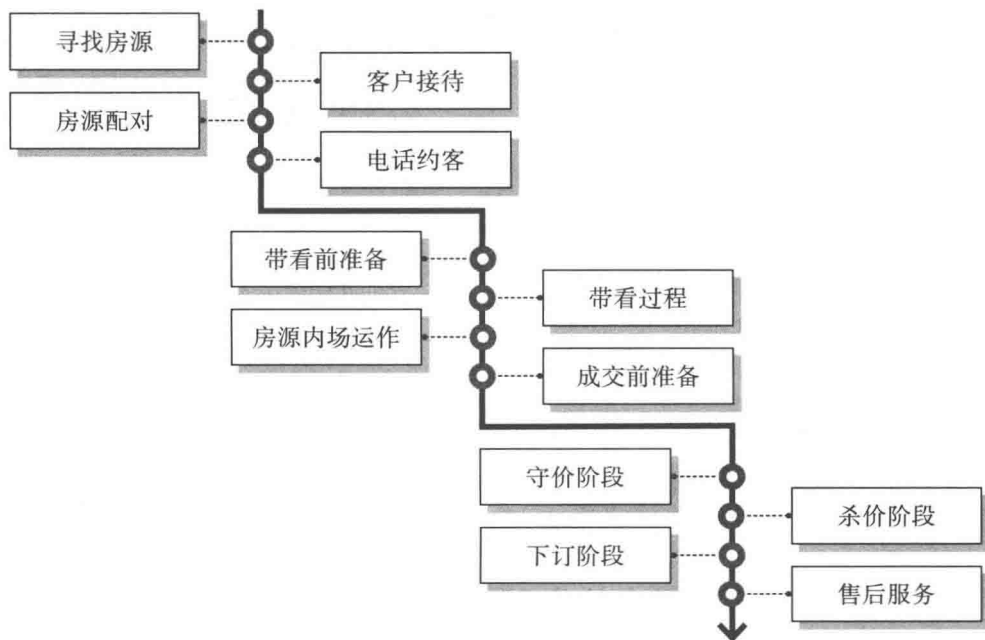 寻找房源
客户接待
房源配对
电话约客
带看前准备
带看过程
房源内场运作
成交前准备
守价阶段
杀价阶段
下订阶段
售后服务